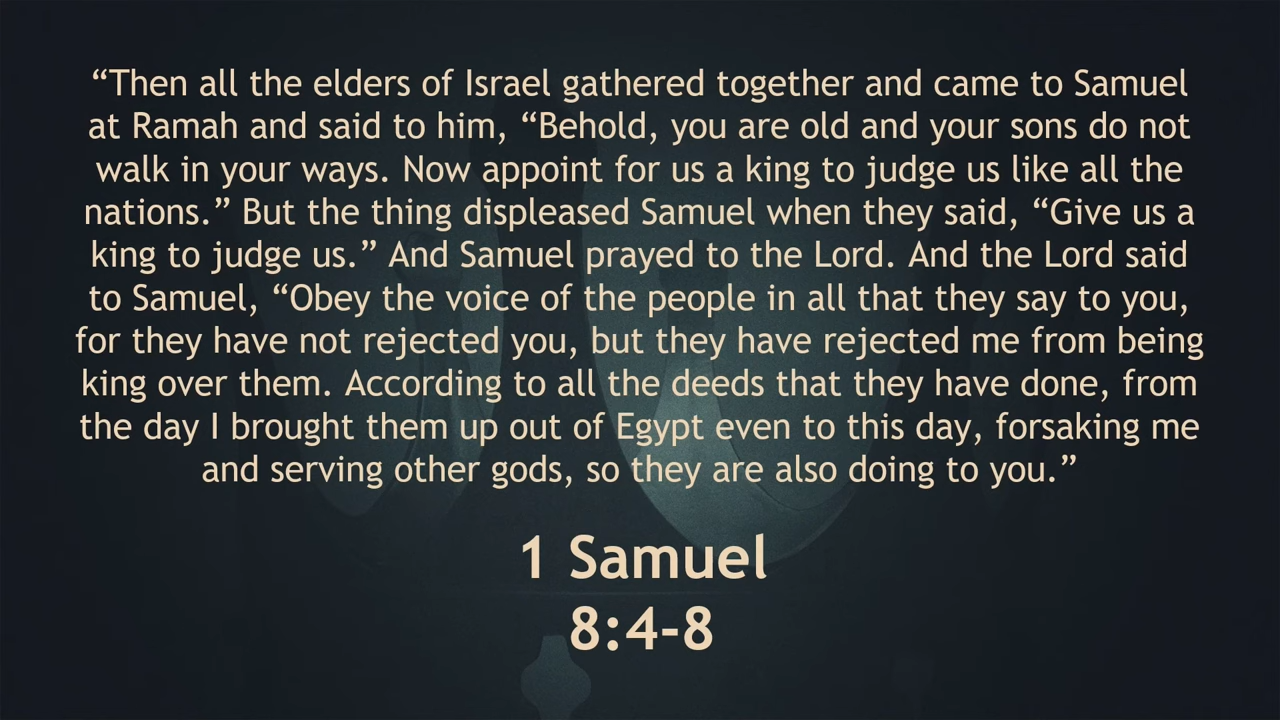 “Then all the elders of Israel gathered together and came to Samuel
at Ramah and said to him, “Behold, you are old and your sons do not
walk in your ways. Now appoint for us a king to judge us like all the
nations.” But the thing displeased Samuel when they said, “Give us a
king to judge us.” And Samuel prayed to the Lord. And the Lord said
to Samuel, “Obey the voice of the people in all that they say to you,
for they have not rejected you, but they have rejected me from being
king over them. According to all the deeds that they have done, from
the day I brought them up out of Egypt even to this day, forsaking me
and serving other gods, so they are also doing to you.”
1 Samuel
8:4-8